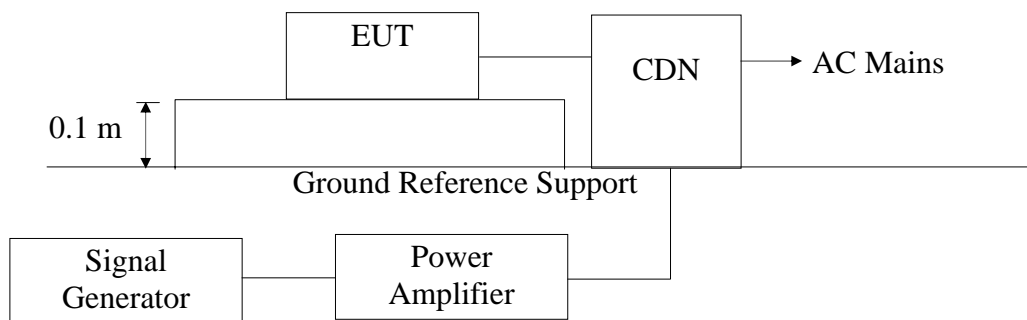 EUT
CDN
AC Mains
0.1 m
Ground Reference Support
Signal
Generator
Power
Amplifier